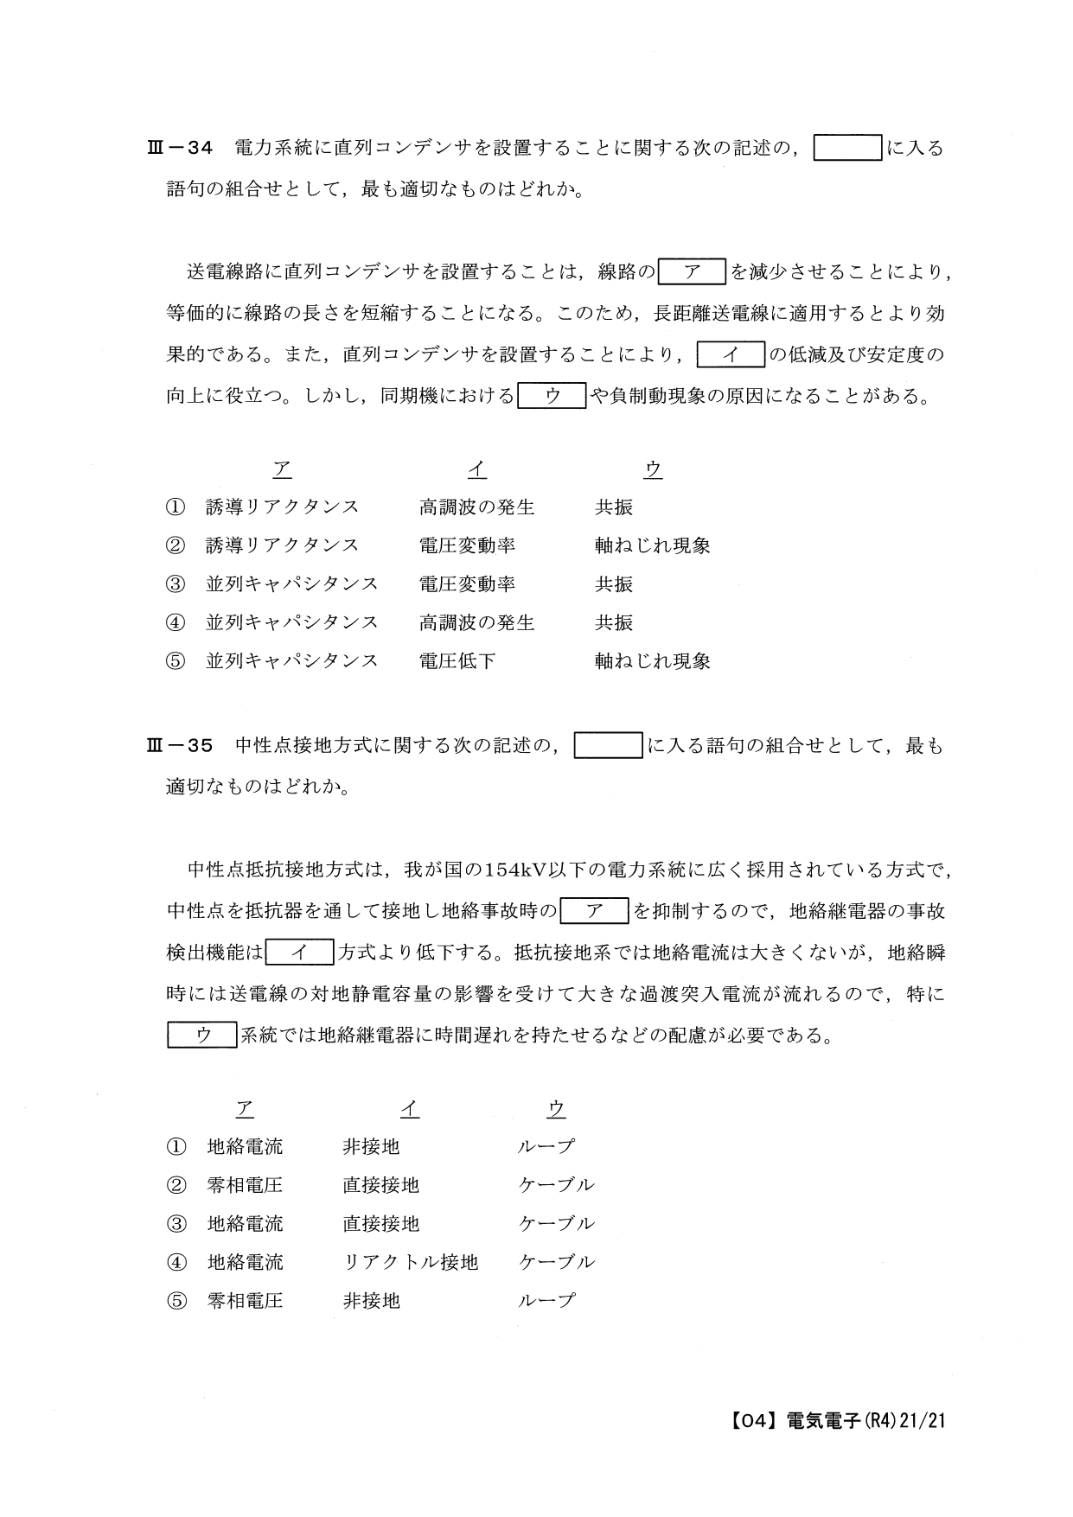 Ⅲ－34　電力系統に直列コンデンサを設置することに関する次の記述の，　　　に入る
語句の組合せとして，最も適切なものはどれか。
送電線路に直列コンデンサを設置することは，線路の　ア　を減少させることにより，
等価的に線路の長さを短縮することになる。このため，長距離送電線に適用するとより効
果的である。また，直列コンデンサを設置することにより，　イ　の低減及び安定度の
向上に役立つ。しかし，同期機における　ウ　や負制動現象の原因になることがある。
ア　イ　ウ
①　誘導リアクタンス　高調波の発生　共振
②　誘導リアクタンス　電圧変動率　軸ねじれ現象
③　並列キャパシタンス　電圧変動率　共振
④　並列キャパシタンス　高調波の発生　共振
⑤　並列キャパシタンス　電圧低下　軸ねじれ現象
Ⅲ－35　中性点接地方式に関する次の記述の，　　　に入る語句の組合せとして，最も
適切なものはどれか。
中性点抵抗接地方式は，我が国の154kV以下の電力系統に広く採用されている方式で，
中性点を抵抗器を通して接地し地絡事故時の　ア　を抑制するので，地絡継電器の事故
検出機能は　イ　方式より低下する。抵抗接地系では地絡電流は大きくないが，地絡瞬
時には送電線の対地静電容量の影響を受けて大きな過渡突入電流が流れるので，特に
　ウ　系統では地絡継電器に時間遅れを持たせるなどの配慮が必要である。
ア　イ　ウ
①　地絡電流　非接地　ループ
②　零相電圧　直接接地　ケーブル
③　地絡電流　直接接地　ケーブル
④　地絡電流　リアクトル接地　ケーブル
⑤　零相電圧　非接地　ループ
【04】電気電子(R4)21/21